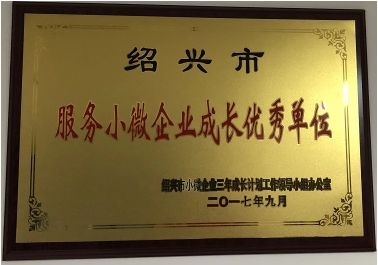 绍兴市
服务小微企业成长优秀单位
绍兴市小微企业三年成长计划工作领导小组办公室
二〇一七年九月